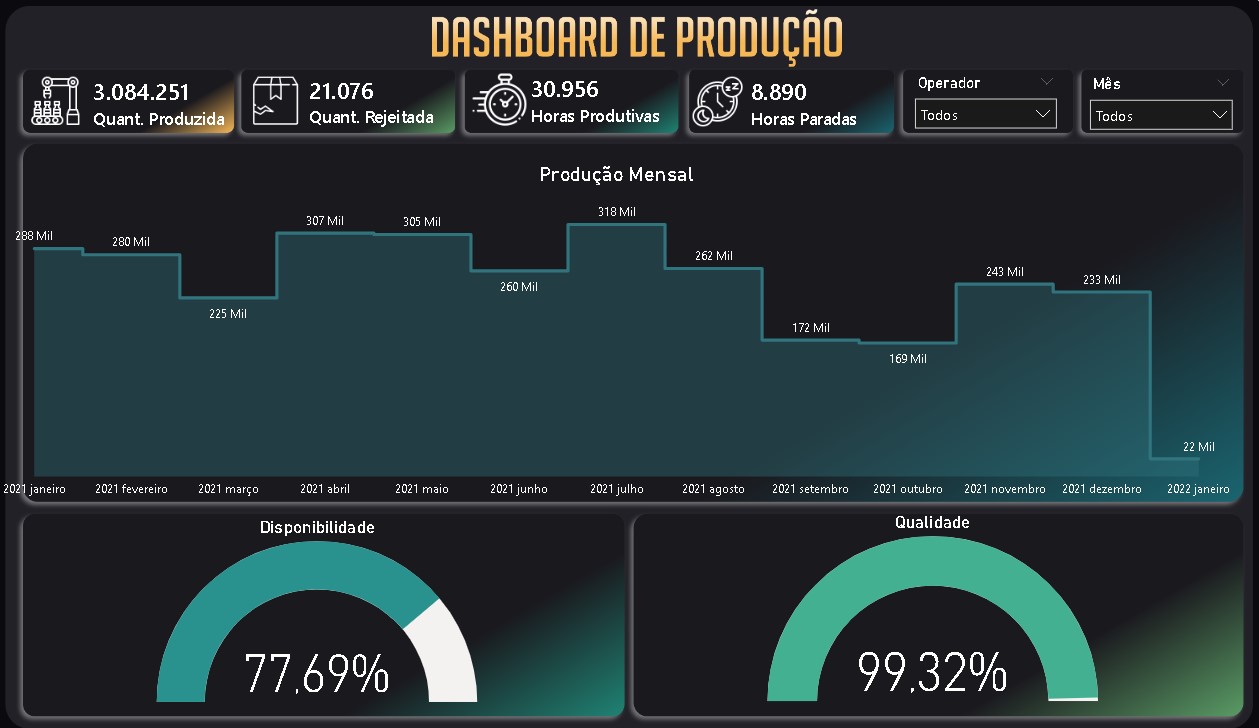 DASHBOARD DE PRODUÇÃO
3.084.251
Quant. Produzida
21.076
Quant. Rejeitada
30.956
Horas Produtivas
8.890
Horas Paradas
Operador
Todos
Mês
Todos
Produção Mensal
288 Mil
280 Mil
225 Mil
307 Mil
305 Mil
260 Mil
318 Mil
262 Mil
172 Mil
169 Mil
243 Mil
233 Mil
22 Mil
2021 janeiro
2021 fevereiro
2021 março
2021 abril
2021 maio
2021 junho
2021 julho
2021 agosto
2021 setembro
2021 outubro
2021 novembro
2021 dezembro
2022 janeiro
Disponibilidade
77,69%
Qualidade
99,32%